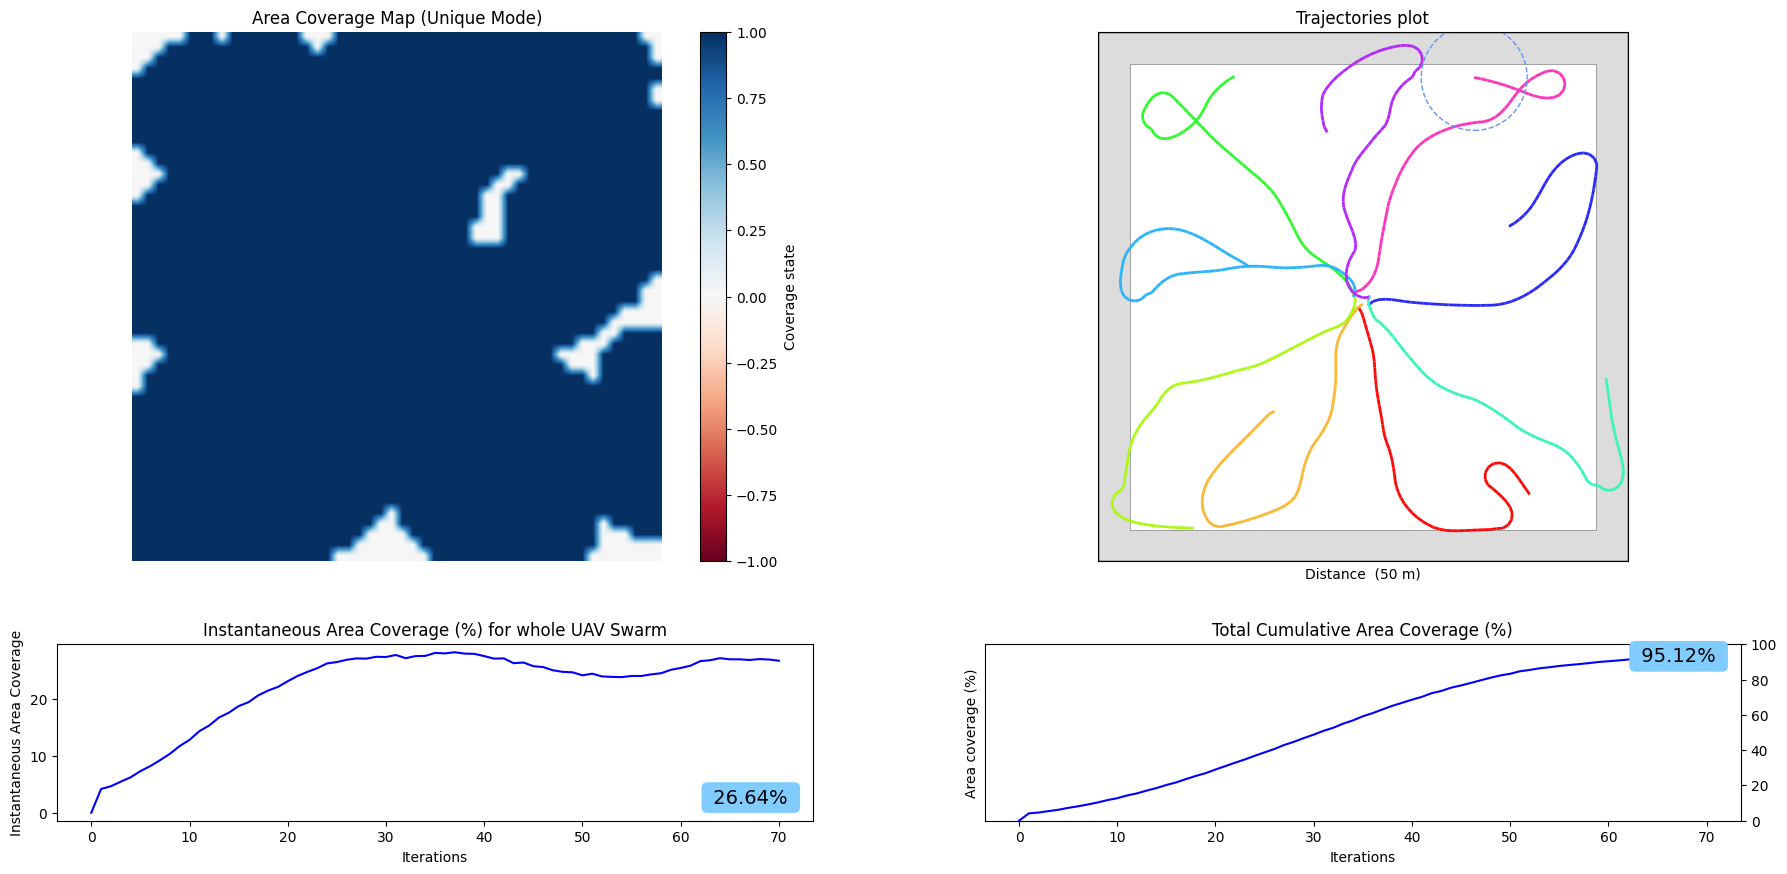 Area Coverage Map (Unique Mode)
1.00
0.75
0.50
0.25
0.00
−0.25
−0.50
−0.75
−1.00
Coverage state
Trajectories plot
Distance  (50 m)
Instantaneous Area Coverage (%) for whole UAV Swarm
Instantaneous Area Coverage
20
10
0
26.64%
0 10 20 30 40 50 60 70
Iterations
Total Cumulative Area Coverage (%)
Area coverage (%)
95.12%
100
80
60
40
20
0
0 10 20 30 40 50 60 70
Iterations